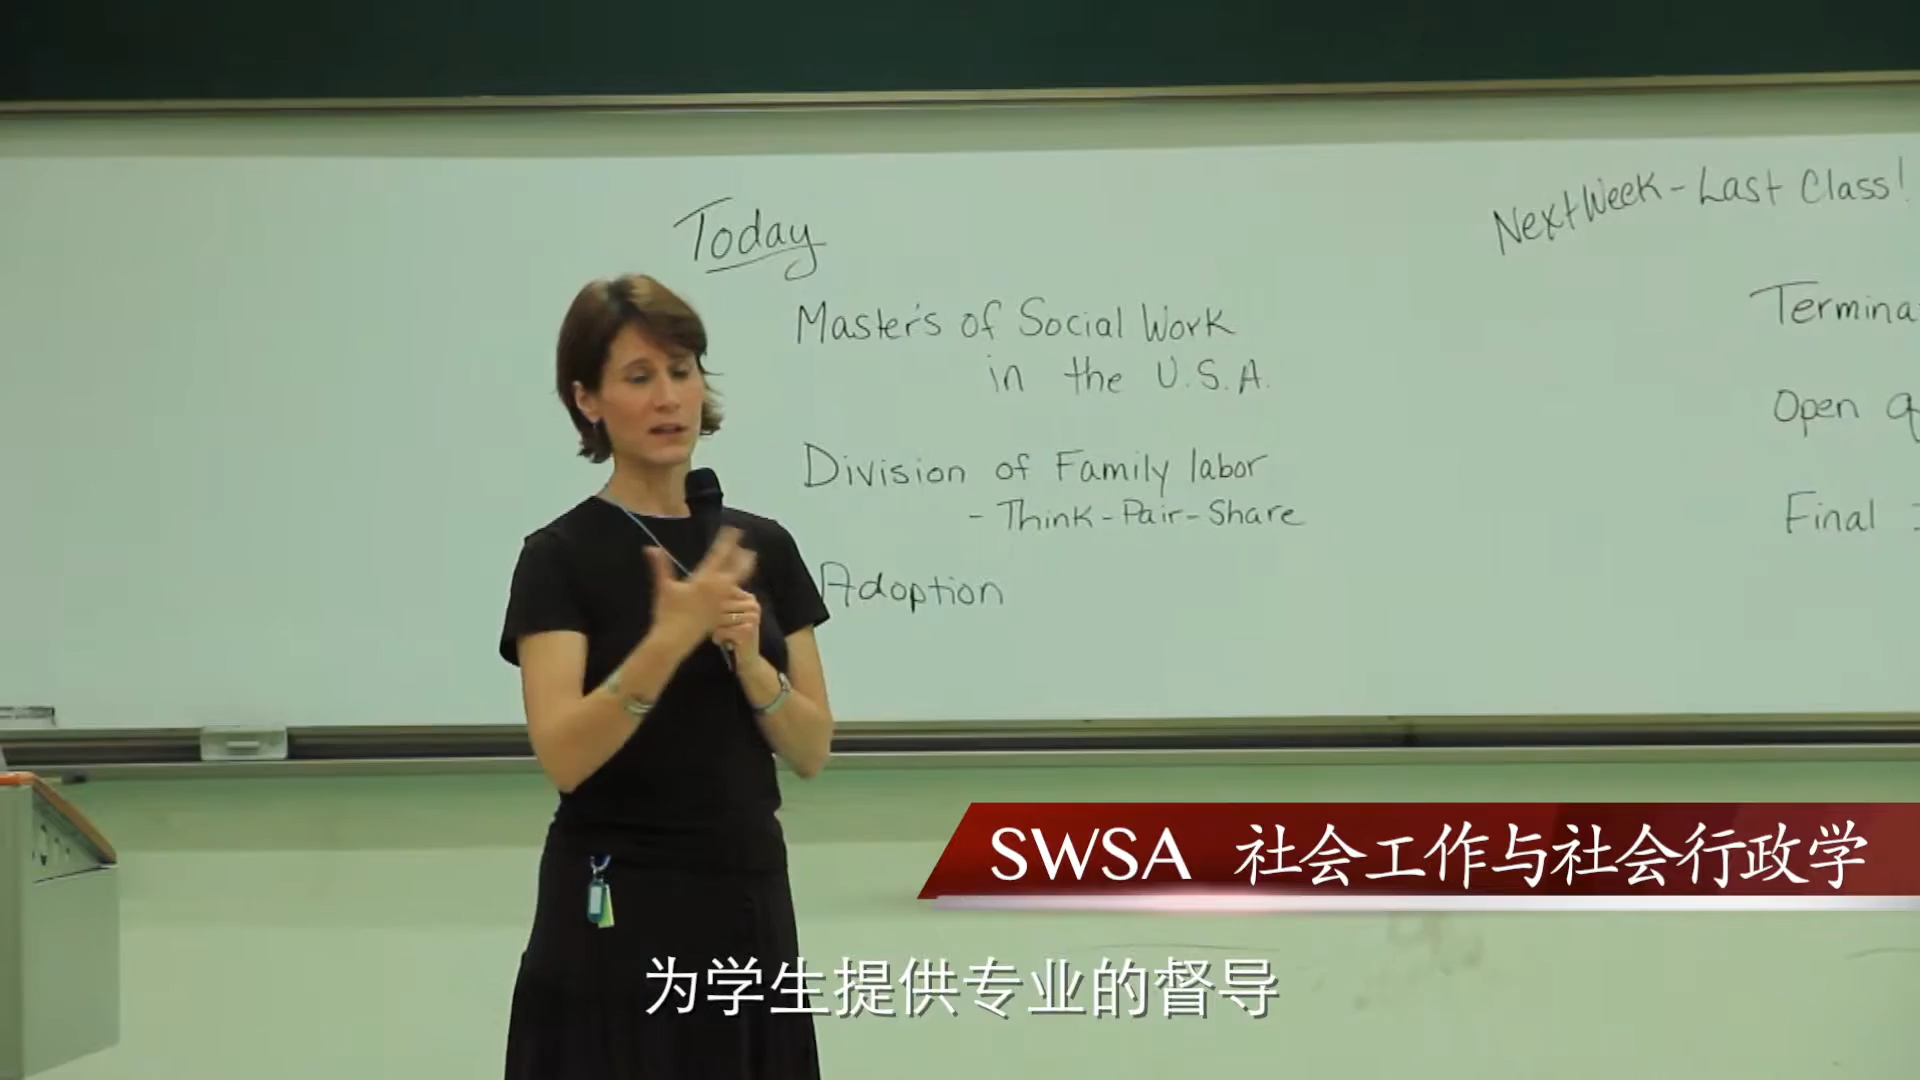 Today
Master's of Social Work
in the U.S.A.
Division of Family labor
- Think-Pair-Share
Adoption
Next Week - Last Class!
Open
Final
SWSA 社会工作与社会行政学
为学生提供专业的督导